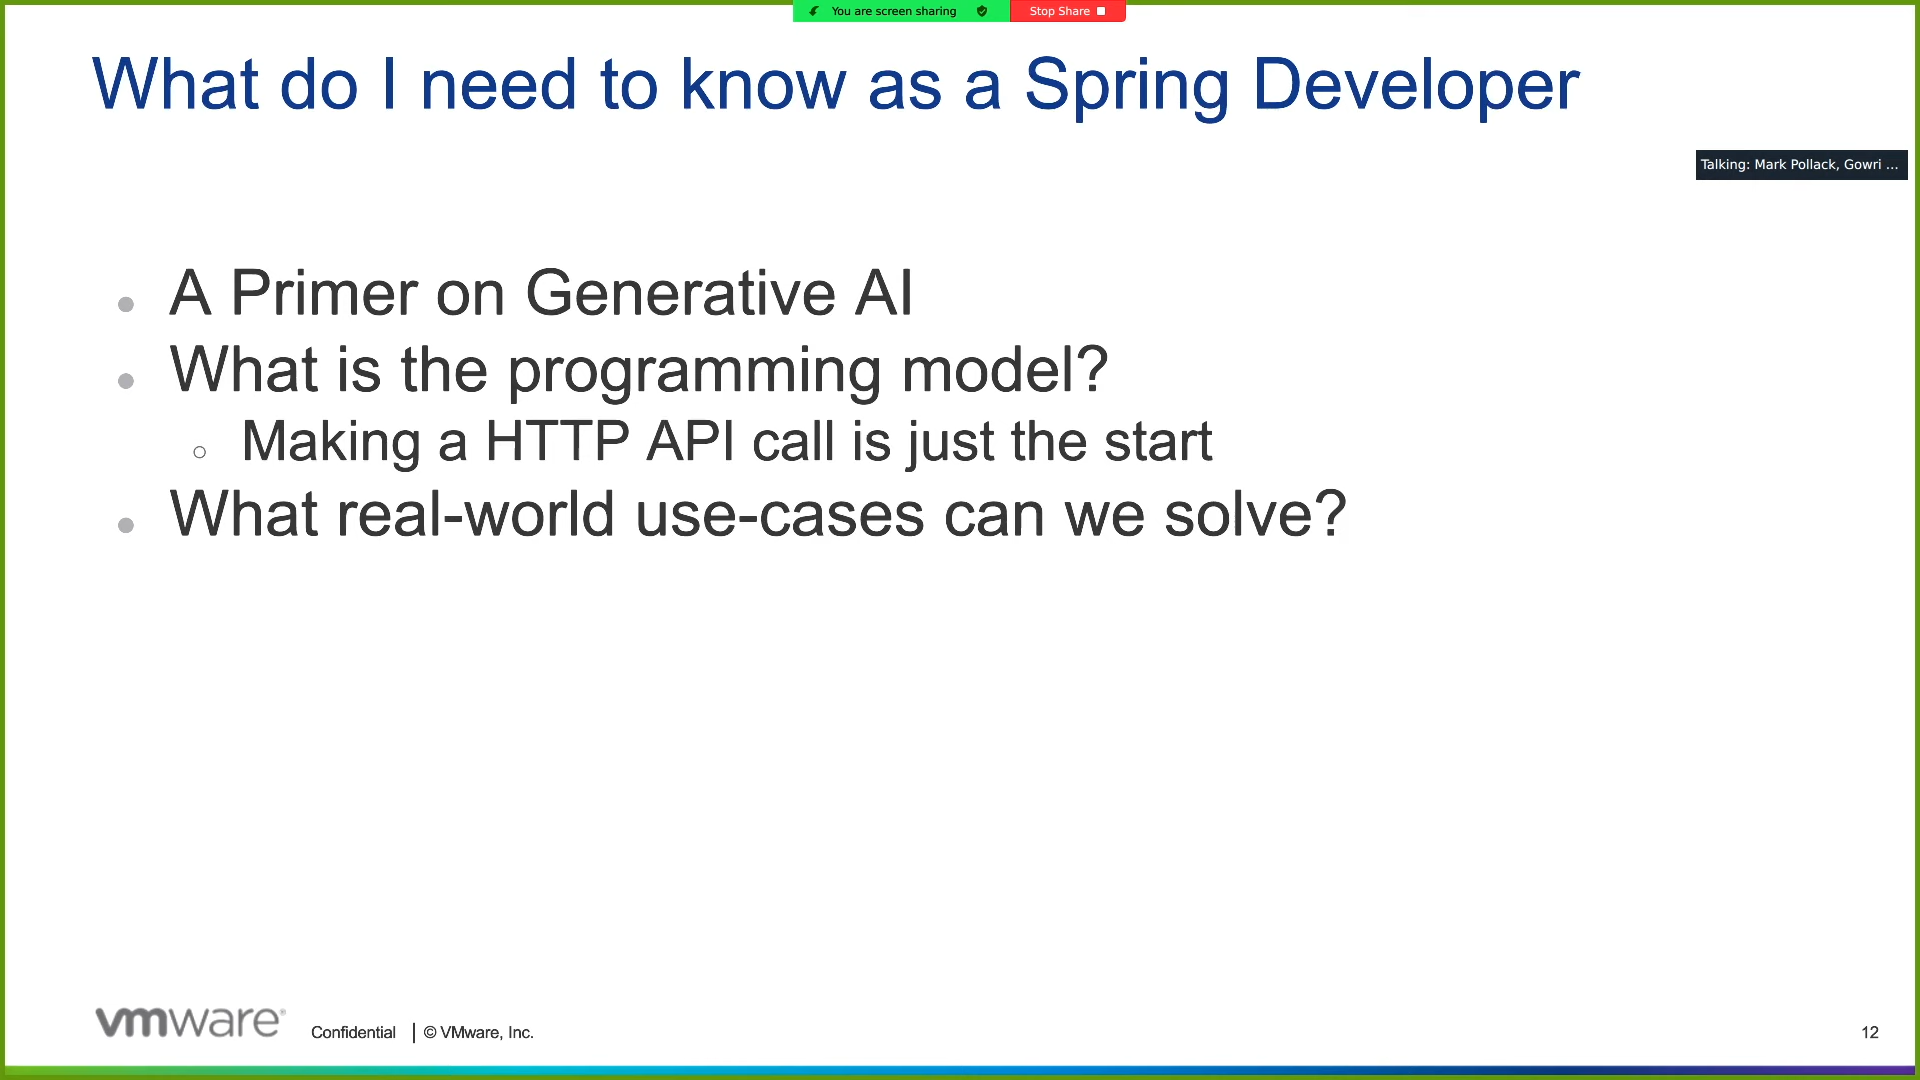 You are screen sharing Stop Share
What do I need to know as a Spring Developer
Talking: Mark Pollack, Gowri ...
A Primer on Generative AI
What is the programming model?
Making a HTTP API call is just the start
What real-world use-cases can we solve?
vmware® Confidential | © VMware, Inc. 12